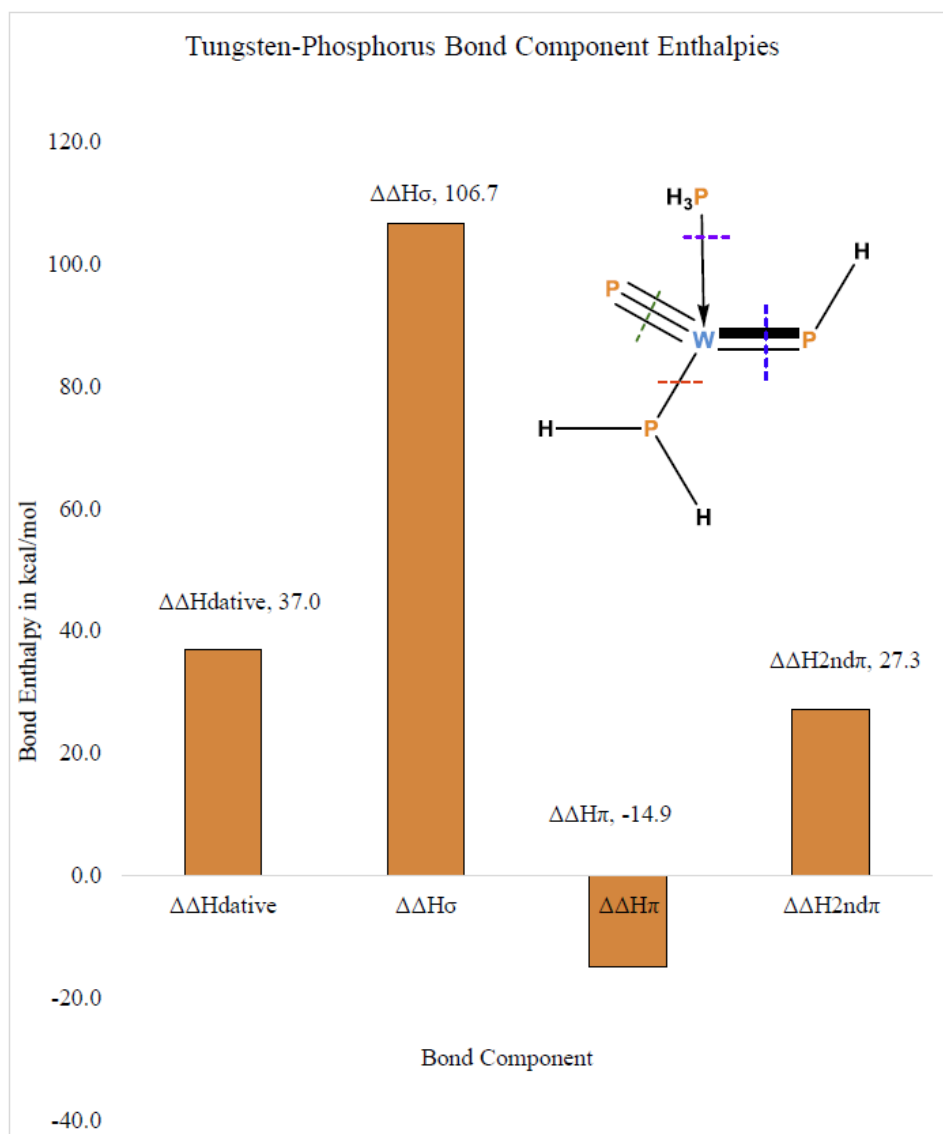 Tungsten-Phosphorus Bond Component Enthalpies
120.0
ΔΔHσ, 106.7
H₃P
H
100.0
P
W
P
80.0
H
P
H
60.0
Bond Enthalpy in kcal/mol
ΔΔHdative, 37.0
40.0
ΔΔH2ndπ, 27.3
20.0
ΔΔHπ, -14.9
0.0
ΔΔHdative
ΔΔHσ
ΔΔHπ
ΔΔH2ndπ
-20.0
Bond Component
-40.0